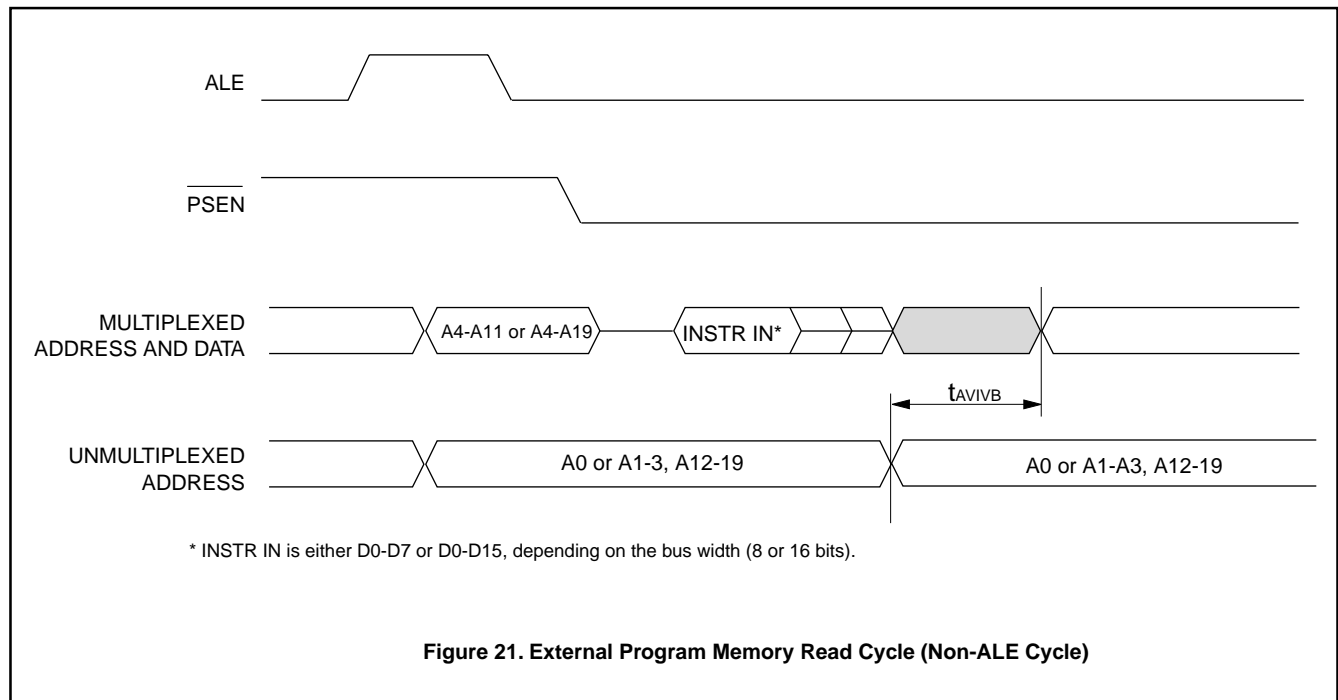 ALE
PSEN
MULTIPLEXED
ADDRESS AND DATA
A4-A11 or A4-A19
INSTR IN*
tAVIVB
UNMULTIPLEXED
ADDRESS
A0 or A1-3, A12-19
A0 or A1-A3, A12-19
* INSTR IN is either D0-D7 or D0-D15, depending on the bus width (8 or 16 bits).
Figure 21. External Program Memory Read Cycle (Non-ALE Cycle)